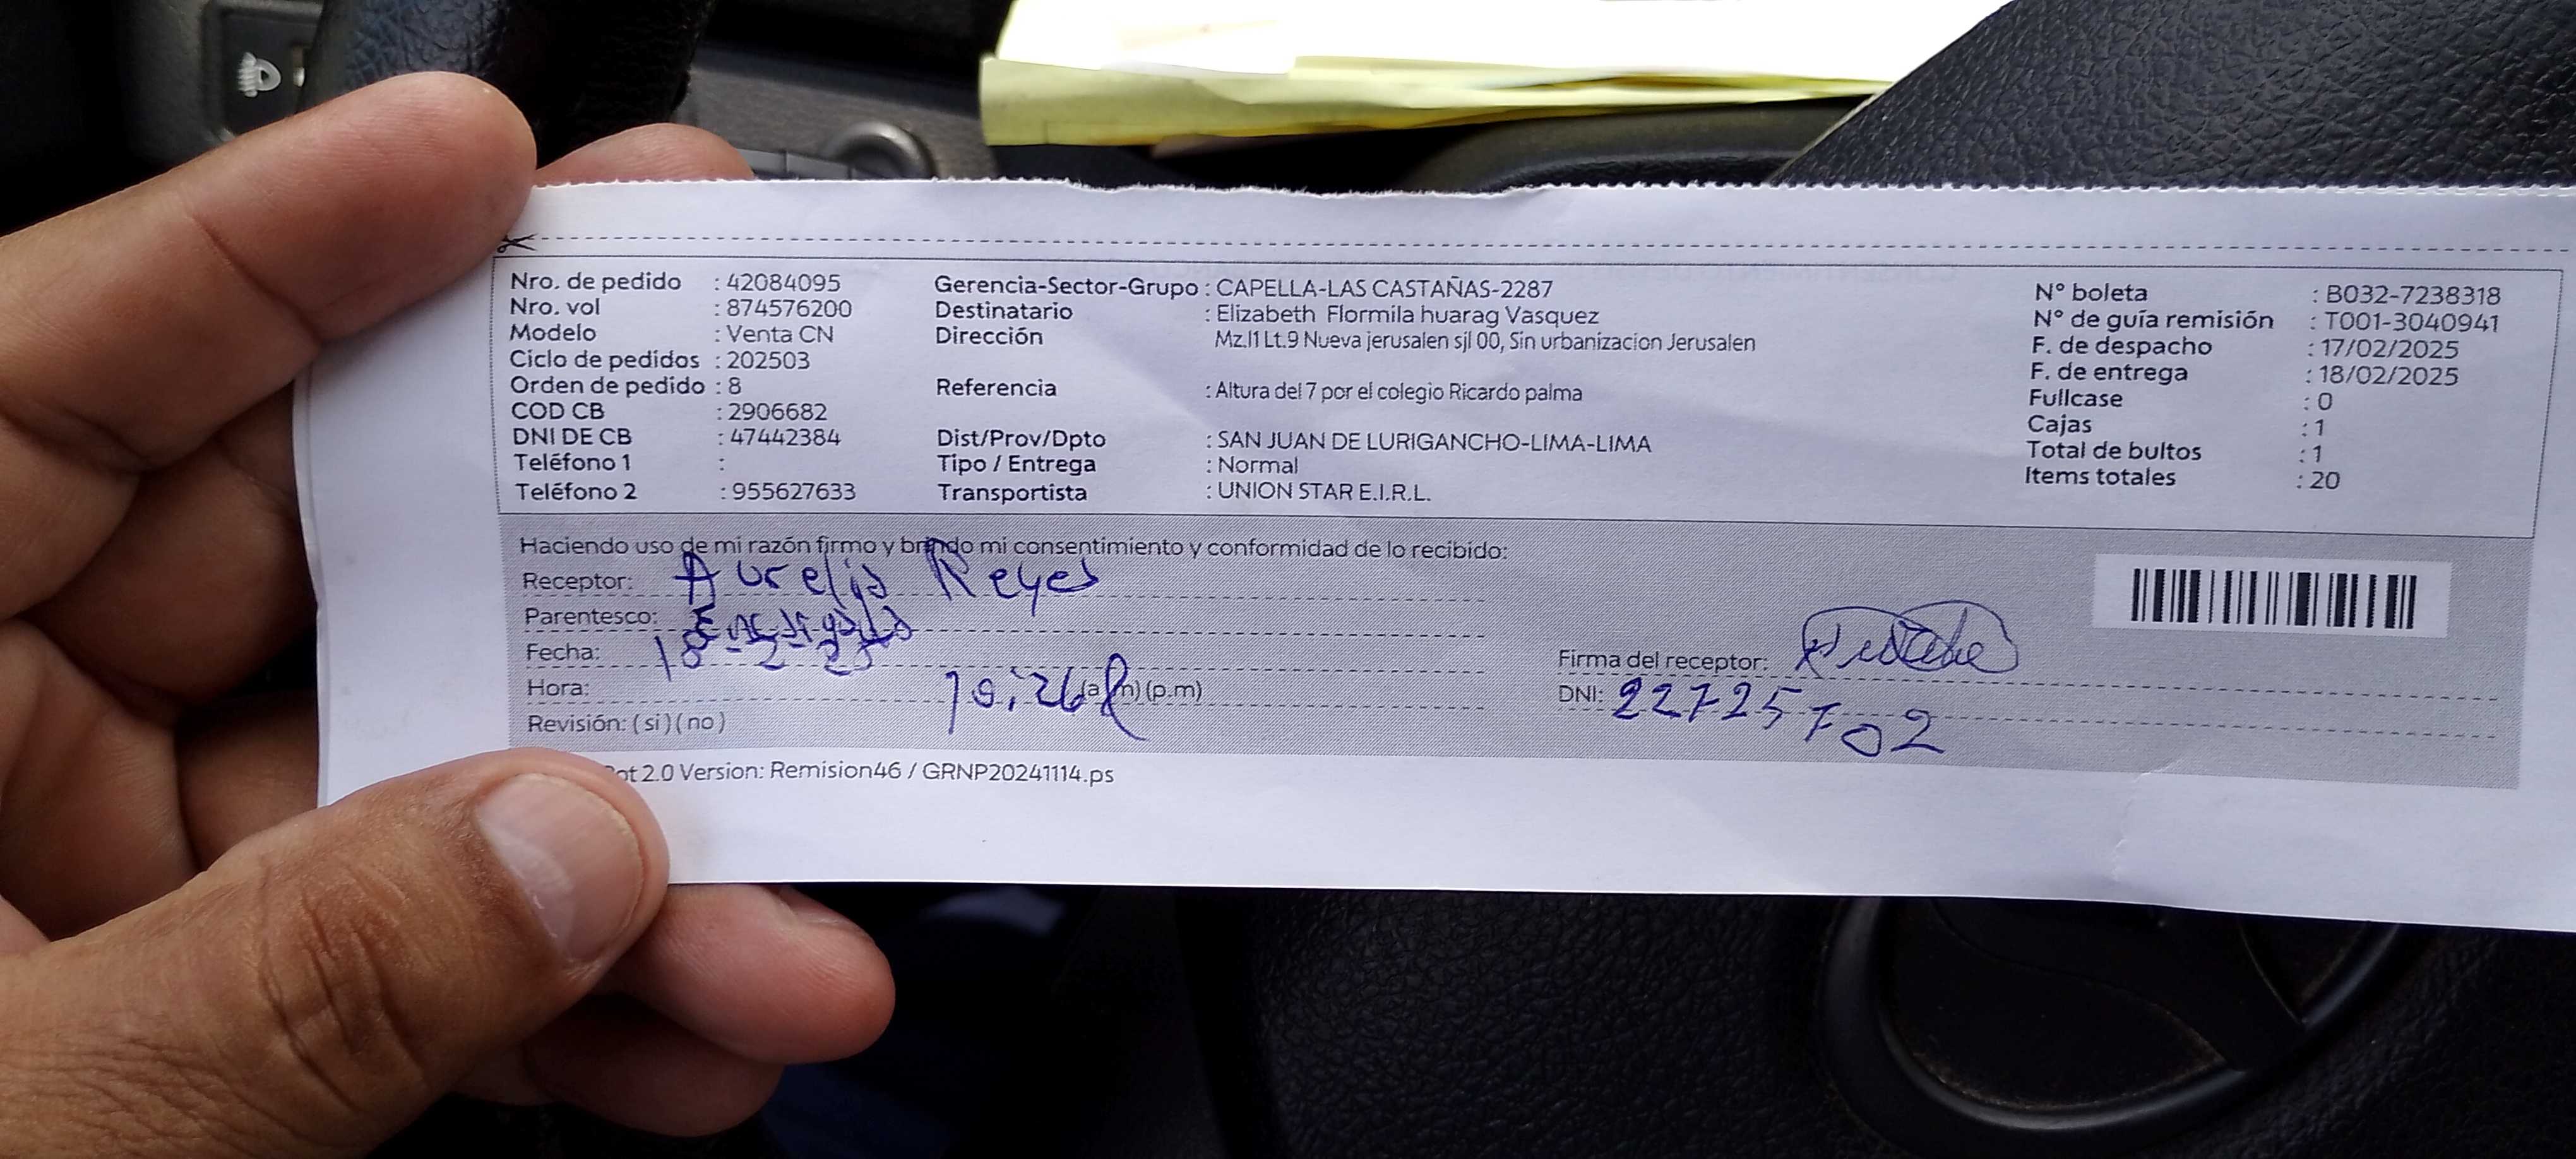 Nro. de pedido : 42084095
Nro. vol : 874576200
Modelo : Venta CN
Ciclo de pedidos : 202503
Orden de pedido : 8
COD CB : 2906682
DNI DE CB : 47442384
Teléfono 1 :
Teléfono 2 : 955627633
Gerencia-Sector-Grupo : CAPELLA-LAS CASTAÑAS-2287
Destinatario : Elizabeth Flormila huarag Vasquez
Dirección Mz.I1 Lt.9 Nueva jerusalen sjl 00, Sin urbanizacion Jerusalen
Referencia : Altura del 7 por el colegio Ricardo palma
Dist/Prov/Dpto : SAN JUAN DE LURIGANCHO-LIMA-LIMA
Tipo / Entrega : Normal
Transportista : UNION STAR E.I.R.L.
N° boleta : B032-7238318
N° de guía remisión : T001-3040941
F. de despacho : 17/02/2025
F. de entrega : 18/02/2025
Fullcase : 0
Cajas : 1
Total de bultos : 1
Items totales : 20
Haciendo uso de mi razón firmo y brindo mi consentimiento y conformidad de lo recibido:
Receptor: Aurelia Reyes
Parentesco:
Fecha: 18-2-25
Hora: 10:26 (a.m) (p.m)
Revisión: ( si ) ( no )
Firma del receptor:
DNI: 22725702
2.0 Version: Remision46 / GRNP20241114.ps